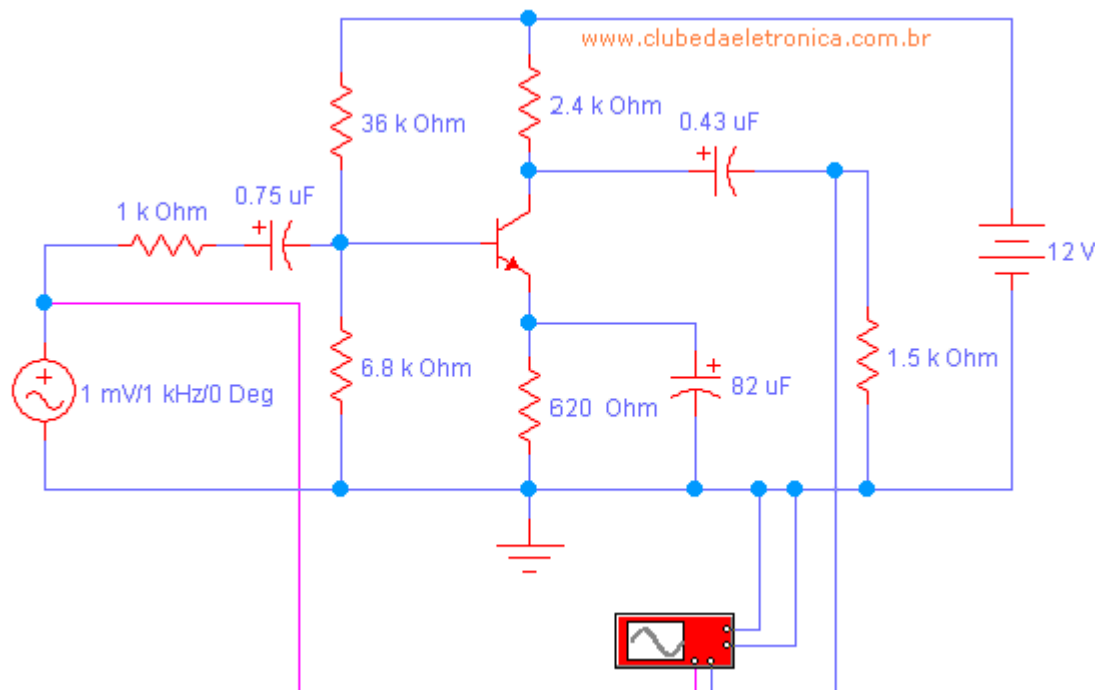 www.clubedaeletronica.com.br
36 k Ohm
2.4 k Ohm
0.43 uF
1 k Ohm
0.75 uF
12 V
1 mV/1 kHz/0 Deg
6.8 k Ohm
620 Ohm
82 uF
1.5 k Ohm